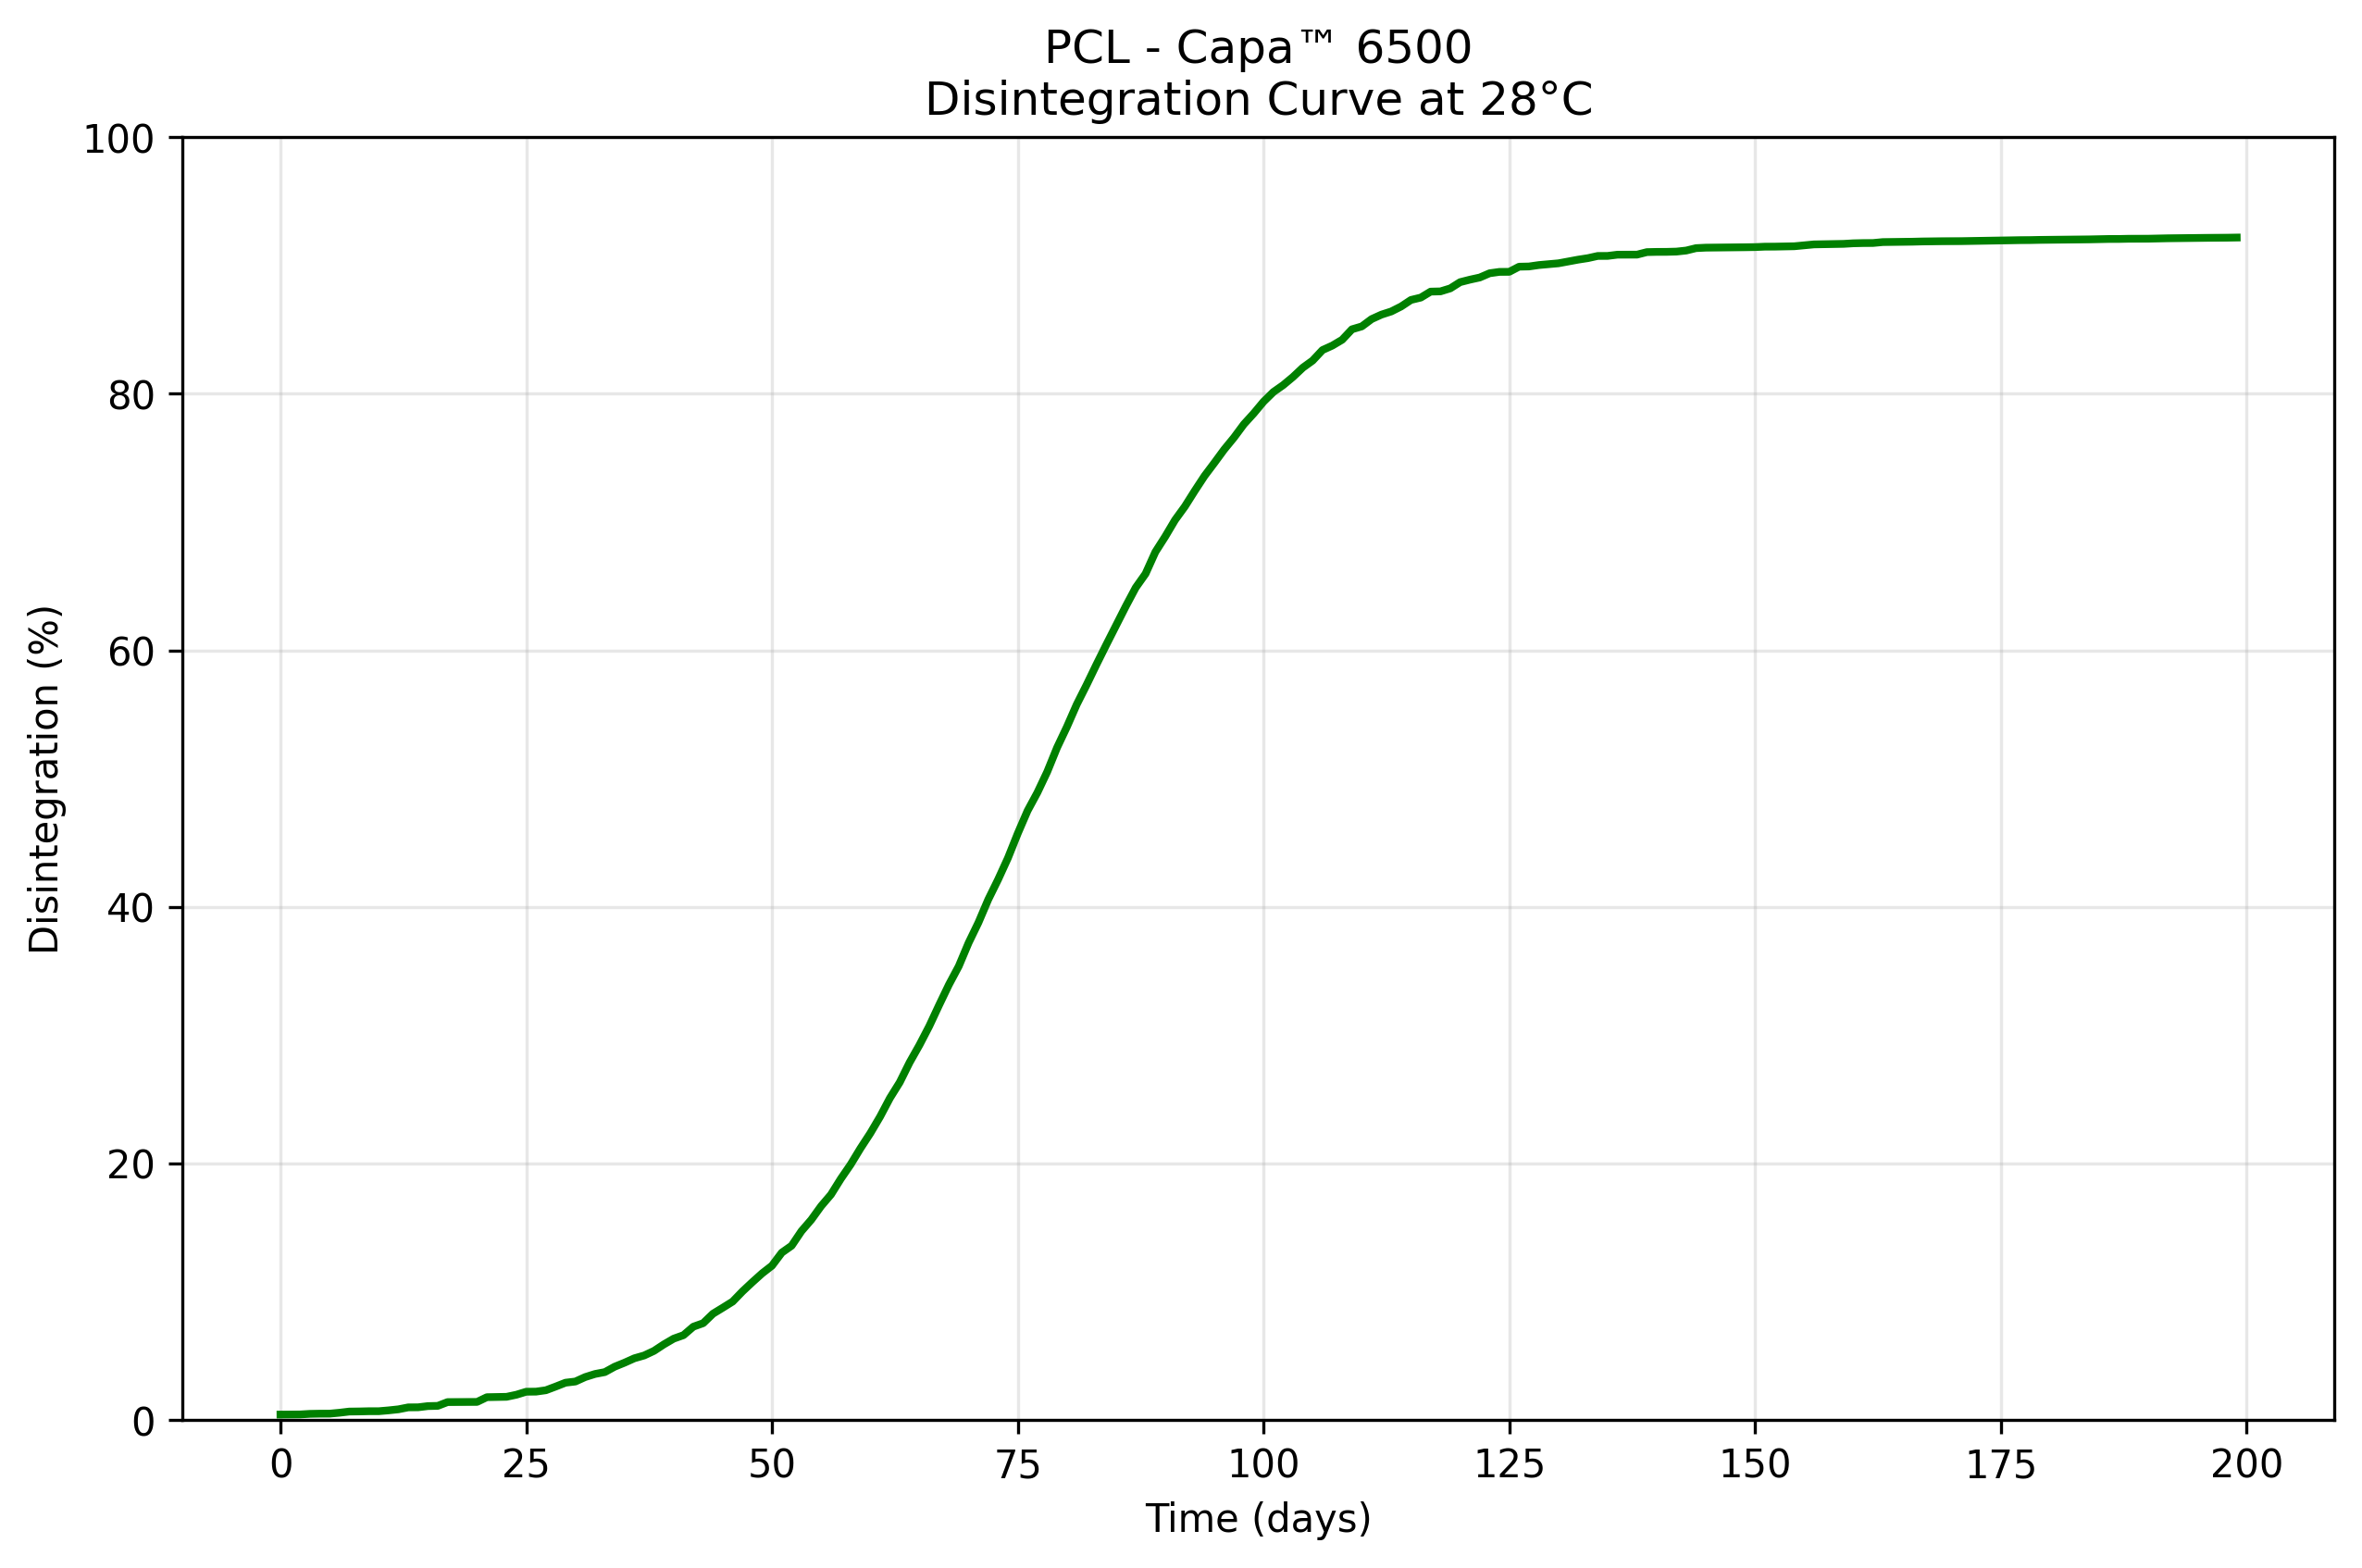 PCL - Capa™ 6500
Disintegration Curve at 28°C
100
80
60
40
20
0
Disintegration (%)
0 25 50 75 100 125 150 175 200
Time (days)